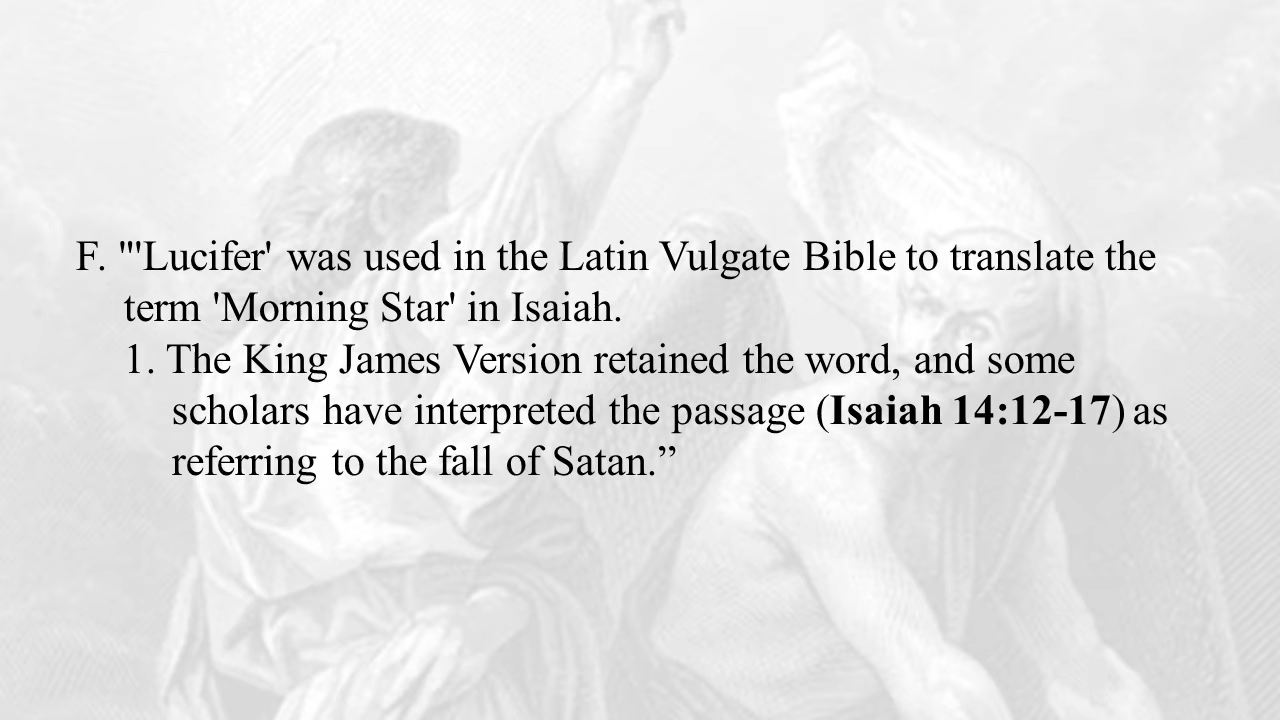 F. "'Lucifer' was used in the Latin Vulgate Bible to translate the
term 'Morning Star' in Isaiah.
1. The King James Version retained the word, and some
scholars have interpreted the passage (Isaiah 14:12-17) as
referring to the fall of Satan.”